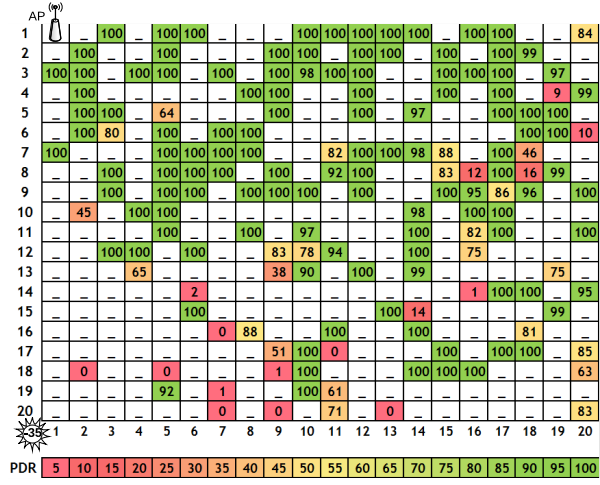 AP
1 _ 100 _ 100 100 _ _ _ 100 100 100 100 100 _ 100 100 _ _ 84
2 _ 100 _ _ 100 _ _ _ 100 100 _ 100 100 _ 100 _ 100 99 _ _
3 100 100 _ 100 100 _ 100 _ 100 98 100 100 _ _ 100 100 100 _ 97 _
4 _ 100 _ _ _ _ _ 100 100 _ _ 100 _ _ 100 _ 100 _ 9 99
5 _ 100 100 _ 64 _ _ _ 100 _ _ 100 _ 97 _ _ 100 100 100 _
6 _ 100 80 _ 100 _ 100 100 _ _ _ _ _ _ _ _ _ 100 100 10
7 100 _ _ _ 100 100 100 100 _ _ 82 100 100 98 88 _ 100 46 _ _
8 _ _ 100 _ 100 100 100 _ 100 _ 92 100 _ _ 83 12 100 16 99 _
9 _ _ 100 _ 100 100 _ 100 100 100 _ 100 _ _ 100 95 86 96 _ 100
10 _ 45 _ 100 100 _ _ _ _ _ _ _ _ 98 _ 100 100 _ _ _
11 _ _ _ _ 100 _ _ 100 _ 97 _ _ _ 100 _ 82 100 _ _ 100
12 _ _ 100 100 _ 100 _ _ 83 78 94 _ _ 100 _ 75 _ _ _ _
13 _ _ _ 65 _ _ _ _ 38 90 _ 100 _ 99 _ _ _ _ 75 _
14 _ _ _ _ _ 2 _ _ _ _ _ _ _ _ _ 1 100 100 _ 95
15 _ _ _ _ _ 100 _ _ _ _ _ _ 100 14 _ _ _ _ 99 _
16 _ _ _ _ _ _ 0 88 _ _ 100 _ _ 100 _ _ _ 81 _ _
17 _ _ _ _ _ _ _ _ 51 100 0 _ _ _ 100 _ 100 100 _ 85
18 _ 0 _ _ 0 _ _ _ 1 100 _ _ _ 100 100 100 _ _ _ 63
19 _ _ _ _ 92 _ 1 _ _ 100 61 _ _ _ _ _ _ _ _ _
20 _ _ _ _ _ _ 0 _ 0 _ 71 _ 0 _ _ _ _ _ _ 83
-35 1 2 3 4 5 6 7 8 9 10 11 12 13 14 15 16 17 18 19 20
PDR 5 10 15 20 25 30 35 40 45 50 55 60 65 70 75 80 85 90 95 100